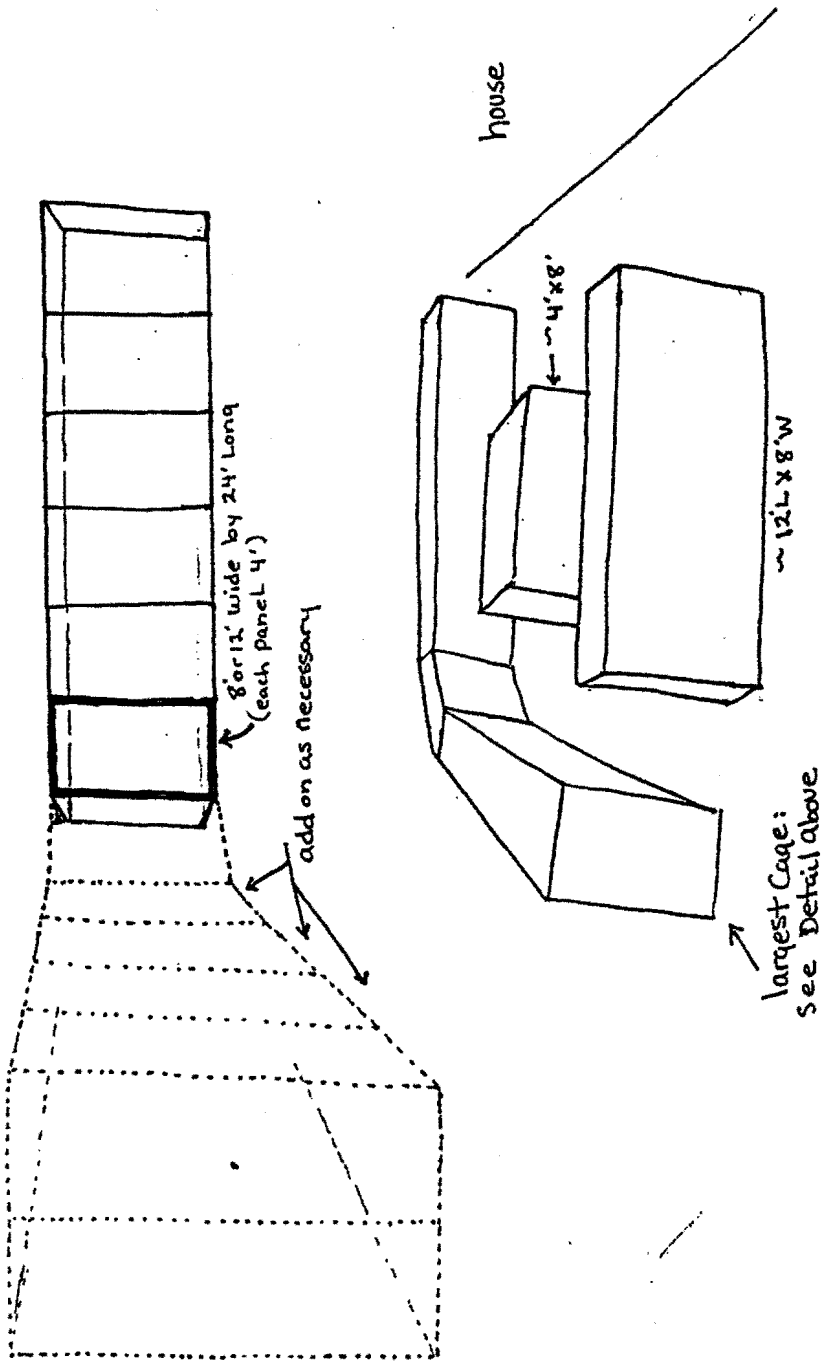 8' or 12' wide by 24' Long
(each panel 4')
add on as necessary
house
~ 4' x 8'
~ 12'L x 8'W
largest Cage:
see Detail above